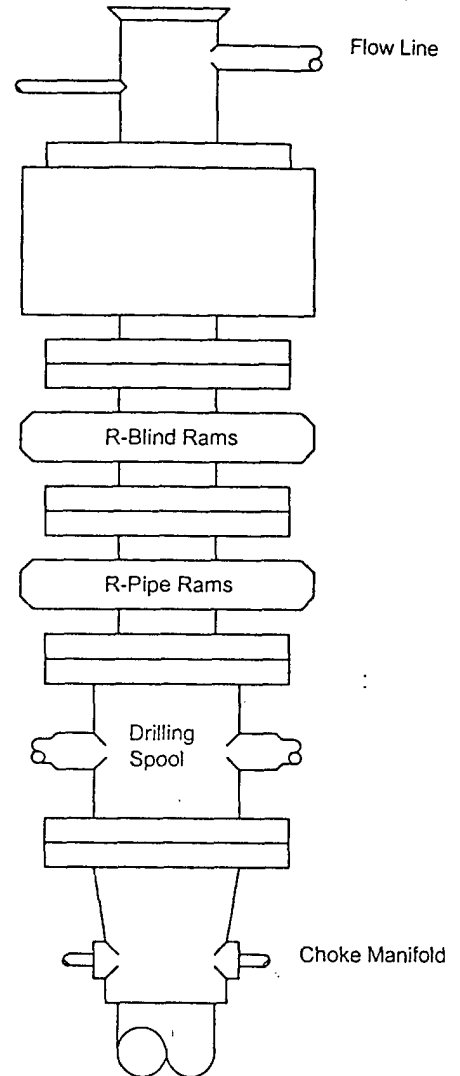 Flow Line
R-Blind Rams
R-Pipe Rams
Drilling
Spool
Choke Manifold